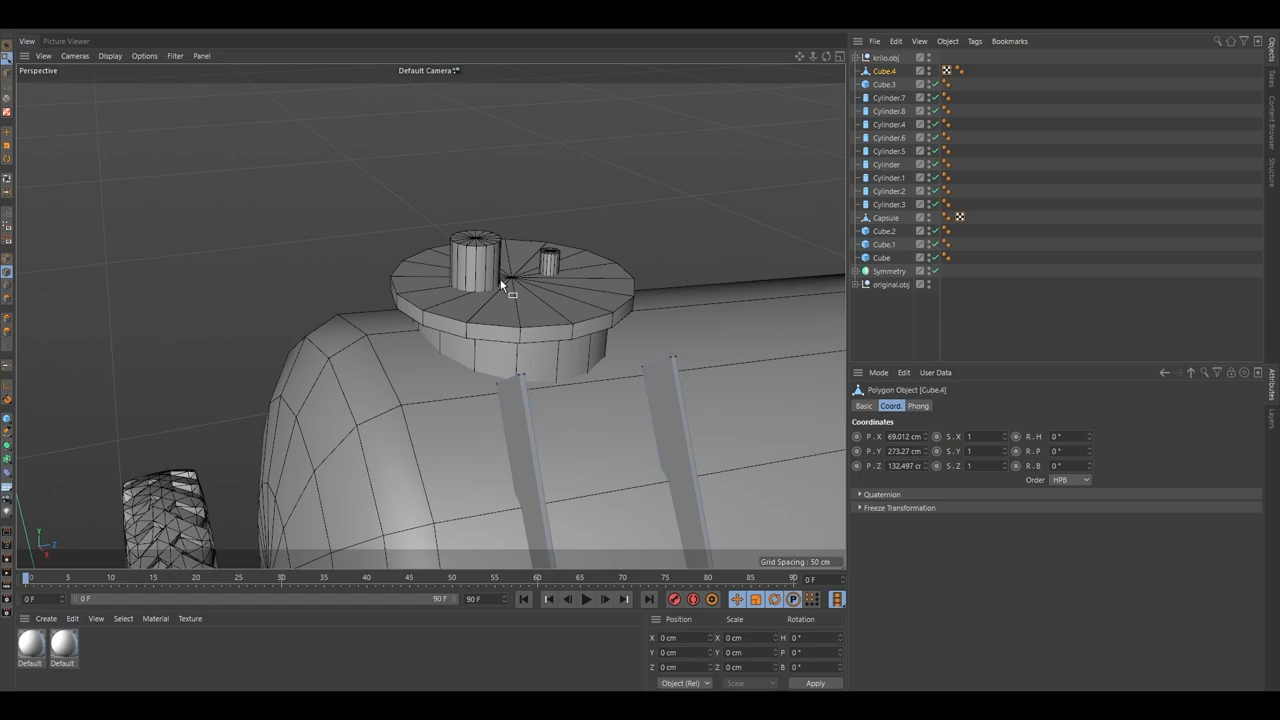 View Picture Viewer
View Cameras Display Options Filter Panel
Perspective
Default Camera
Grid Spacing : 50 cm
0 5 10 15 20 25 30 35 40 45 50 55 60 65 70 75 80 85 90 0 F
0 F 0 F 90 F 90 F
Create Edit View Select Material Texture
Default Default
Position Scale Rotation
X 0 cm X 0 cm H 0 °
Y 0 cm Y 0 cm P 0 °
Z 0 cm Z 0 cm B 0 °
Object (Rel) Scale Apply
Y
Z
X
File Edit View Object Tags Bookmarks
krilo.obj
Cube.4
Cube.3
Cylinder.7
Cylinder.8
Cylinder.4
Cylinder.6
Cylinder.5
Cylinder
Cylinder.1
Cylinder.2
Cylinder.3
Capsule
Cube.2
Cube.1
Cube
Symmetry
original.obj
Mode Edit User Data
Polygon Object [Cube.4]
Basic Coord. Phong
Coordinates
P . X 69.012 cm S . X 1 R . H 0 °
P . Y 273.27 cm S . Y 1 R . P 0 °
P . Z 132.497 cr S . Z 1 R . B 0 °
Order HPB
Quaternion
Freeze Transformation
Objects
Takes
Content Browser
Structure
Attributes
Layers